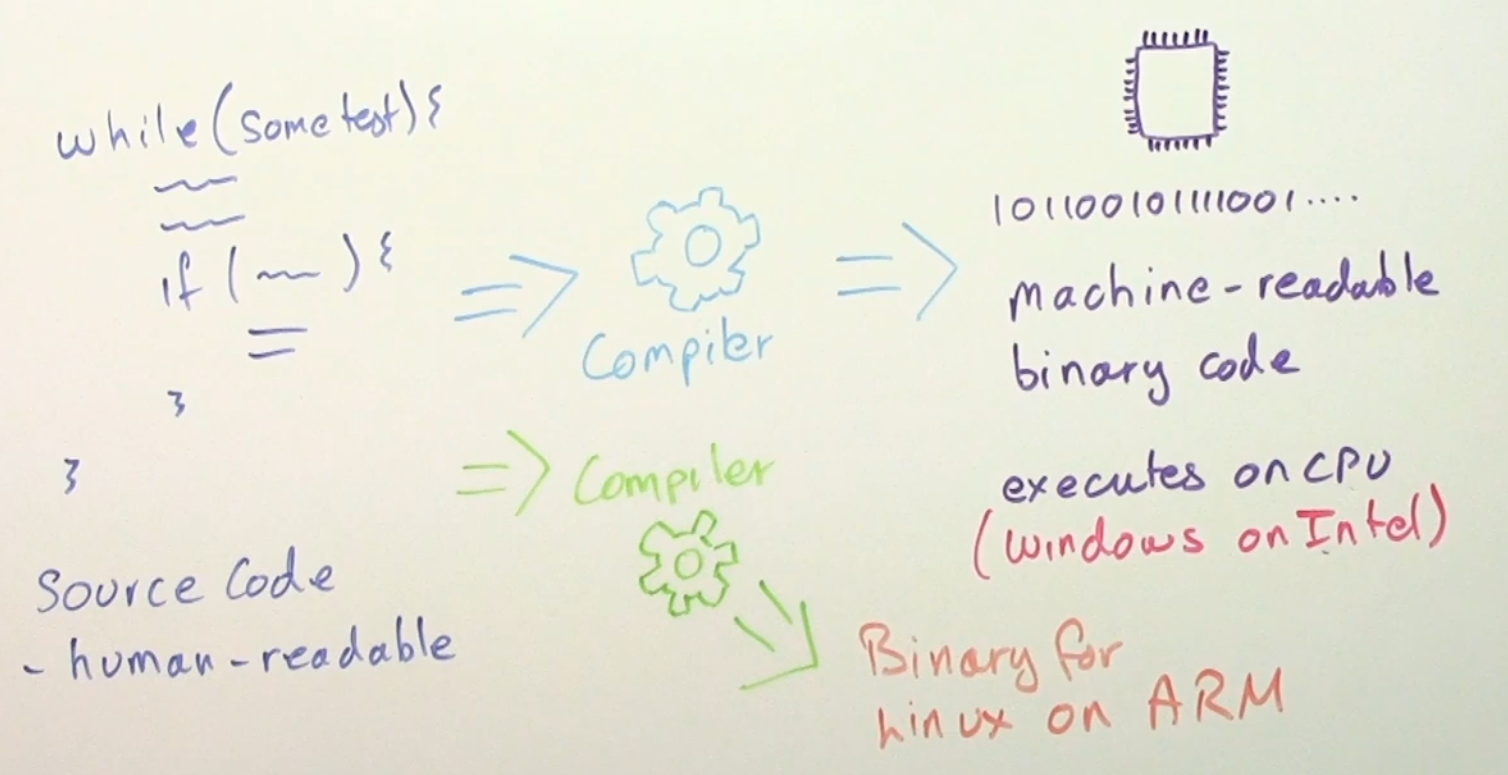 while(some test){
if (~~) {
}
}
Source Code
- human-readable
=> Compiler =>
=> Compiler
101100101111001....
machine-readable
binary code
executes on CPU
(Windows on Intel)
Binary for
Linux on ARM